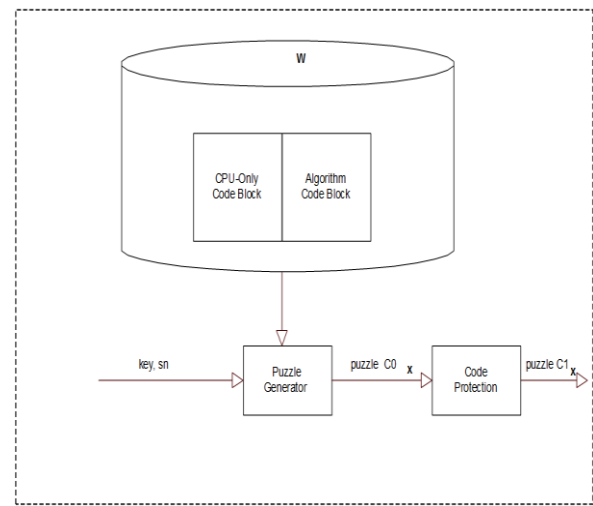 W
CPU-Only Algorithm
Code Block Code Block
key, sn
Puzzle
Generator
puzzle C0 x
Code
Protection
puzzle C1 x